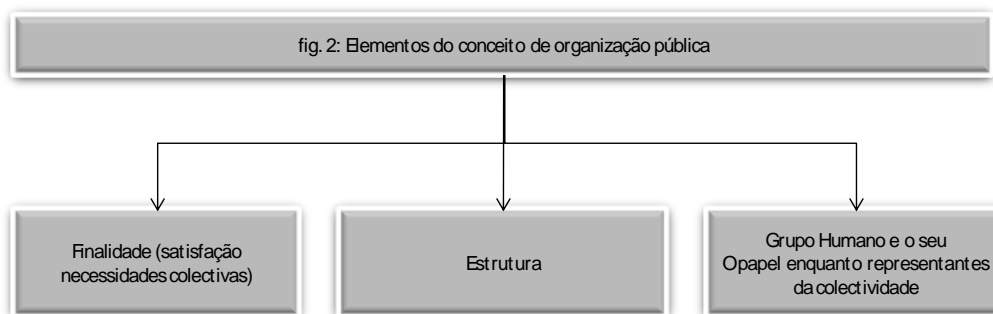 fig. 2: Elementos do conceito de organização pública
Finalidade (satisfação
necessidades colectivas)
Estrutura
Grupo Humano e o seu
Opapel enquanto representantes
da colectividade